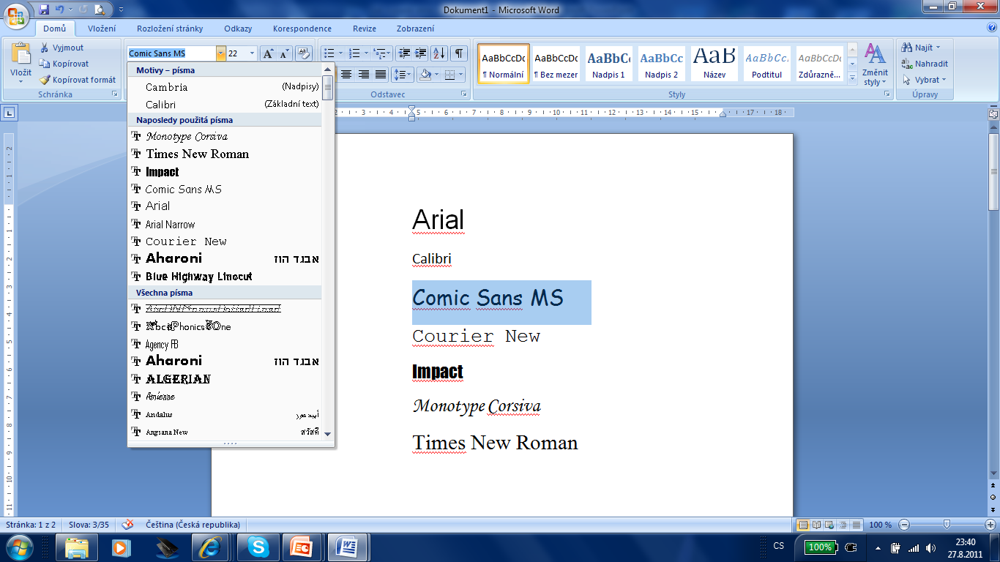 Dokument1 - Microsoft Word
Domů Vložení Rozložení stránky Odkazy Korespondence Revize Zobrazení
Vložit
Vyjmout
Kopírovat
Kopírovat formát
Schránka
Comic Sans MS 22
Odstavec
AaBbCcDc AaBbCcDc AaBbC AaBbCc AaB AaBbCc. AaBbCcDc
¶ Normální ¶ Bez mezer Nadpis 1 Nadpis 2 Název Podtitul Zdůrazně...
Změnit styly
Styly
Najít
Nahradit
Vybrat
Úpravy
Motivy – písma
Cambria (Nadpisy)
Calibri (Základní text)
Naposledy použitá písma
Monotype Corsiva
Times New Roman
Impact
Comic Sans MS
Arial
Arial Narrow
Courier New
Aharoni אבגד הוז
Blue Highway Linocut
Všechna písma
AbcPhonicsOne
Agency FB
Aharoni אבגד הוז
ALGERIAN
Amienne
Andalus أبجد هوز
Angsana New สวัสดี
2 3 4 5 6 7 8 9 10 11 12 13 14 15 17 18
Arial
Calibri
Comic Sans MS
Courier New
Impact
Monotype Corsiva
Times New Roman
Stránka: 1 z 2 Slova: 3/35 Čeština (Česká republika) 100 %
CS 100% 23:40
27.8.2011